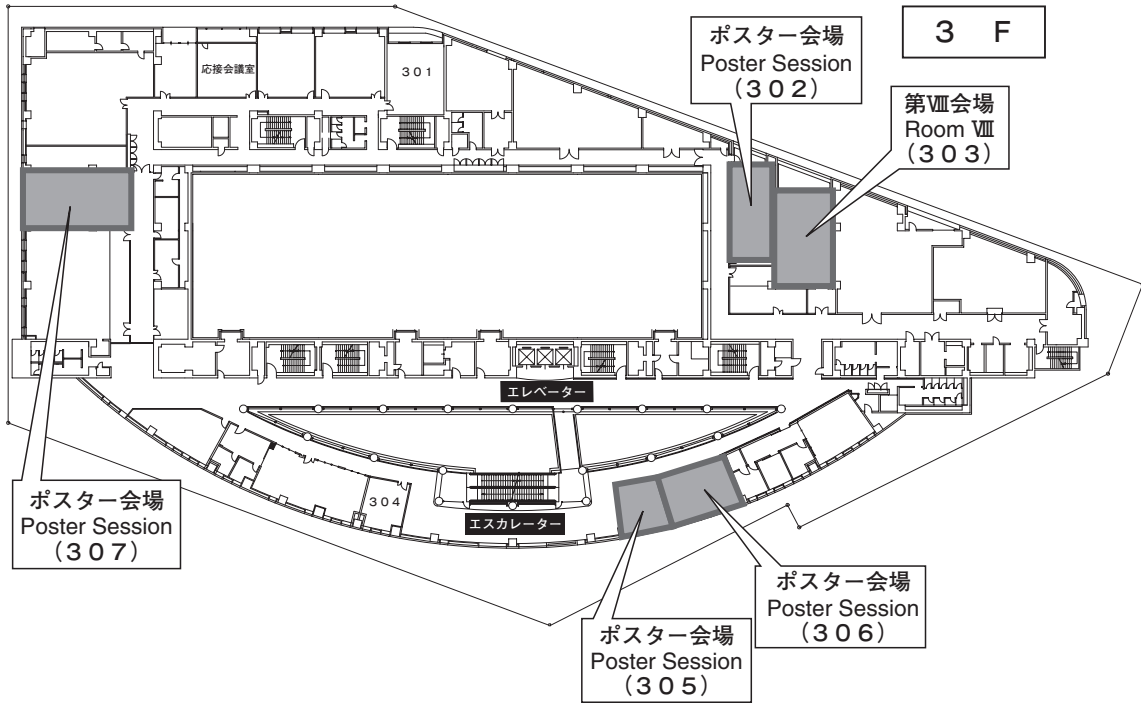 3 F
ポスター会場
Poster Session
（３０２）
第Ⅷ会場
Room Ⅷ
（３０３）
応接会議室
３０１
エレベーター
エスカレーター
３０４
ポスター会場
Poster Session
（３０７）
ポスター会場
Poster Session
（３０６）
ポスター会場
Poster Session
（３０５）